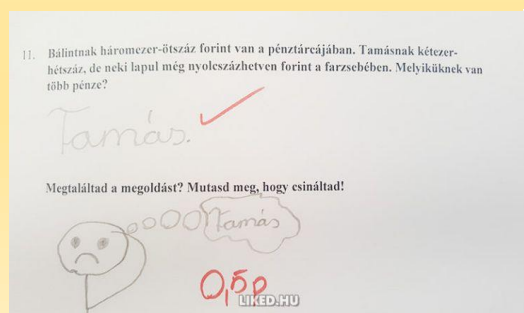 11. Bálintnak háromezer-ötszáz forint van a pénztárcájában. Tamásnak kétezer-
hétszáz, de neki lapul még nyolcszázhetven forint a farzsebében. Melyiküknek van
több pénze?
Tamás.
Megtaláltad a megoldást? Mutasd meg, hogy csináltad!
Tamás
0,5p
LIKED.HU